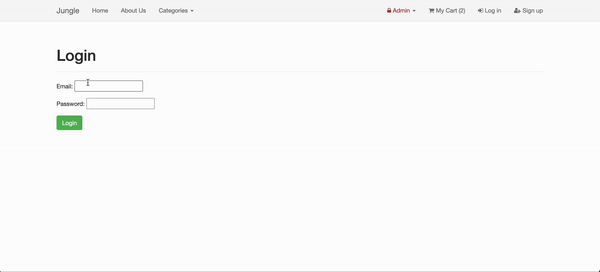 Jungle Home About Us Categories Admin My Cart (2) Log in Sign up
Login
Email:
Password:
Login